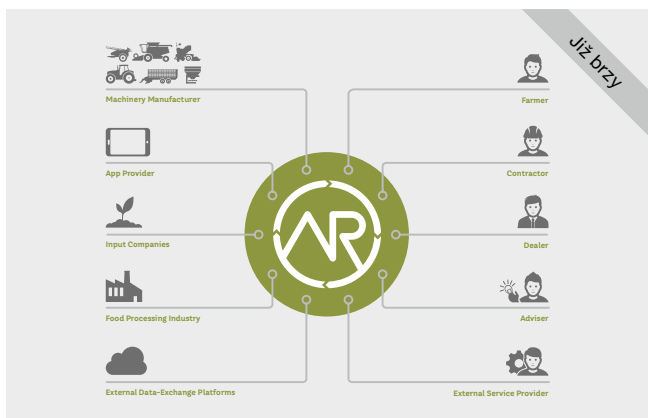 Již brzy
Machinery Manufacturer
Farmer
App Provider
Contractor
AR
Input Companies
Dealer
Food Processing Industry
Adviser
External Data-Exchange Platforms
External Service Provider